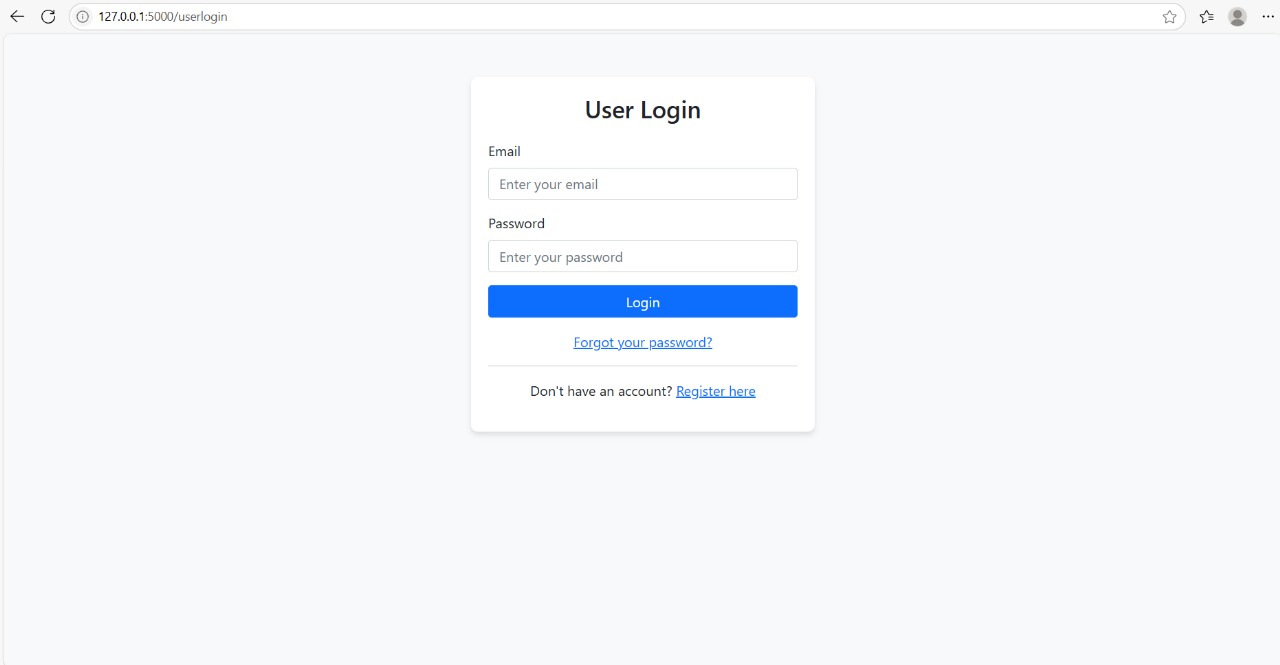 127.0.0.1:5000/userlogin
User Login
Email
Enter your email
Password
Enter your password
Login
Forgot your password?
Don't have an account? Register here